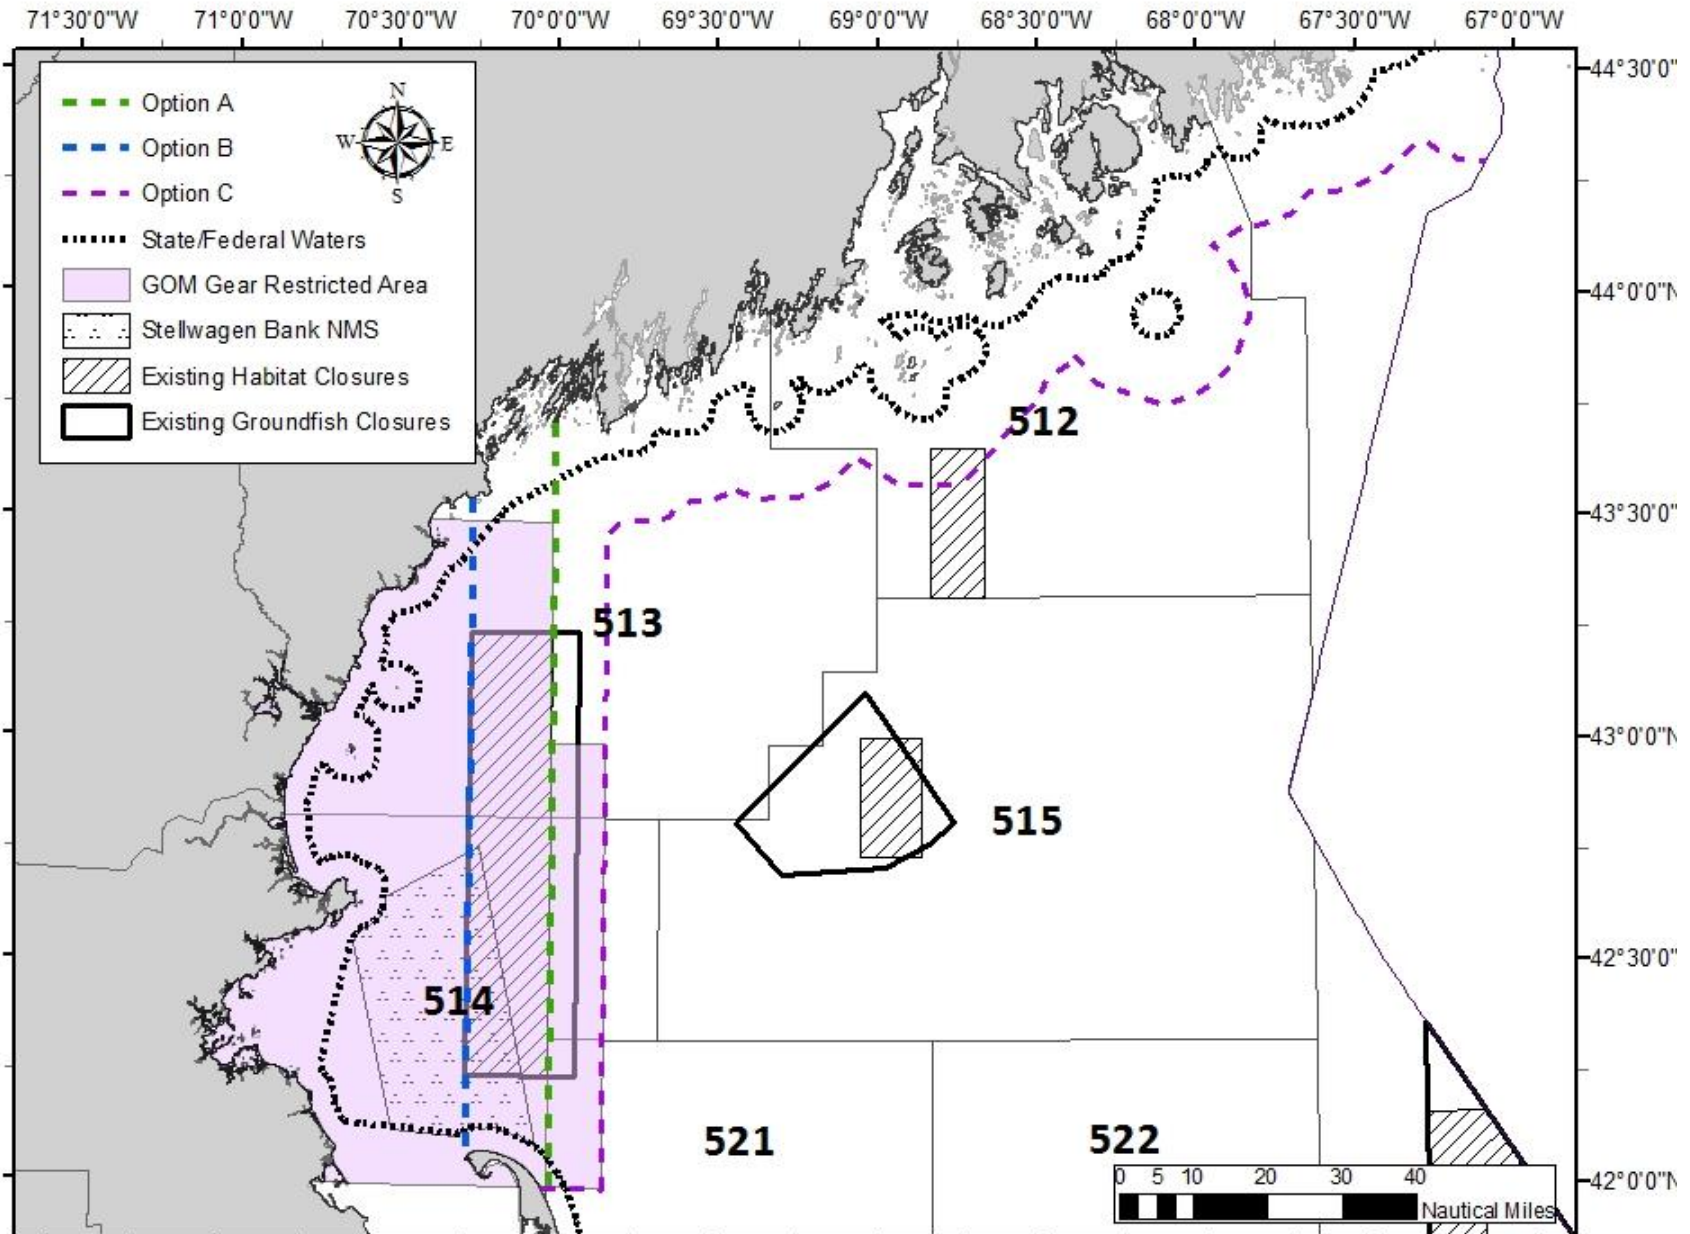 71°30'0"W 71°0'0"W 70°30'0"W 70°0'0"W 69°30'0"W 69°0'0"W 68°30'0"W 68°0'0"W 67°30'0"W 67°0'0"W
Option A
Option B
Option C
State/Federal Waters
GOM Gear Restricted Area
Stellwagen Bank NMS
Existing Habitat Closures
Existing Groundfish Closures
N
W E
S
44°30'0"
44°0'0"N
43°30'0"
43°0'0"N
42°30'0"
42°0'0"N
512
513
515
514
521
522
0 5 10 20 30 40
Nautical Miles